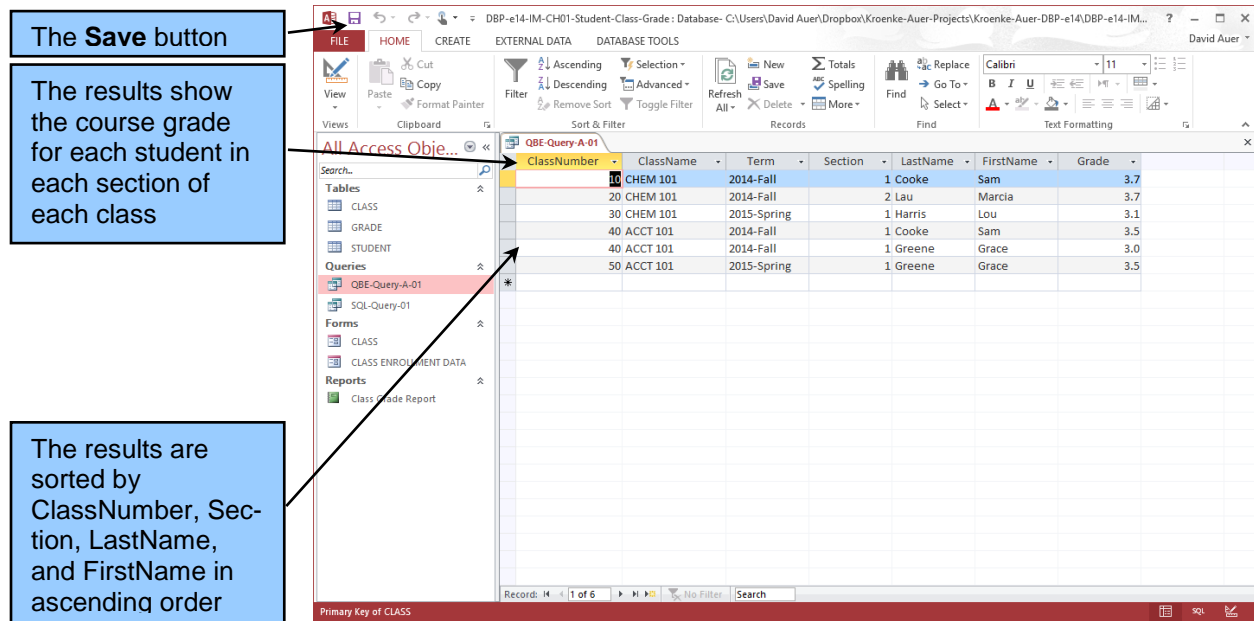 The Save button
The results show
the course grade
for each student in
each section of
each class
The results are
sorted by
ClassNumber, Sec-
tion, LastName,
and FirstName in
ascending order
DBP-e14-IM-CH01-Student-Class-Grade : Database- C:\Users\David Auer\Dropbox\Kroenke-Auer-Projects\Kroenke-Auer-DBP-e14\DBP-e14-IM... ?
FILE HOME CREATE EXTERNAL DATA DATABASE TOOLS David Auer
View
Views
Paste
Cut
Copy
Format Painter
Clipboard
Filter
Ascending
Descending
Remove Sort
Selection
Advanced
Toggle Filter
Sort & Filter
Refresh
All
New
Save
Delete
Totals
Spelling
More
Records
Find
Replace
Go To
Select
Find
Calibri 11
B I U
A
Text Formatting
All Access Obje... «
Search...
Tables
CLASS
GRADE
STUDENT
Queries
QBE-Query-A-01
SQL-Query-01
Forms
CLASS
CLASS ENROLLMENT DATA
Reports
Class Grade Report
QBE-Query-A-01
ClassNumber ClassName Term Section LastName FirstName Grade
10 CHEM 101 2014-Fall 1 Cooke Sam 3.7
20 CHEM 101 2014-Fall 2 Lau Marcia 3.7
30 CHEM 101 2015-Spring 1 Harris Lou 3.1
40 ACCT 101 2014-Fall 1 Cooke Sam 3.5
40 ACCT 101 2014-Fall 1 Greene Grace 3.0
50 ACCT 101 2015-Spring 1 Greene Grace 3.5
Record: 1 of 6 No Filter Search
Primary Key of CLASS SQL